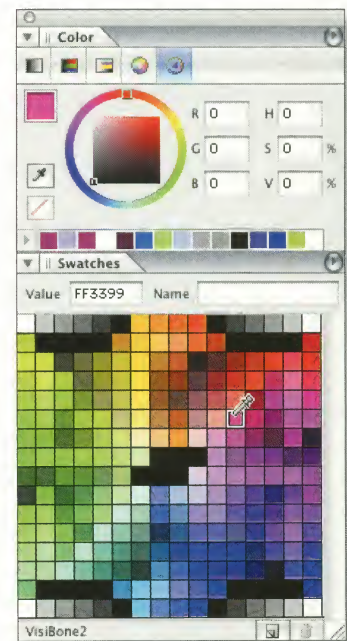 Color
R 0 H 0
G 0 S 0 %
B 0 V 0 %
Swatches
Value FF3399 Name
VisiBone2